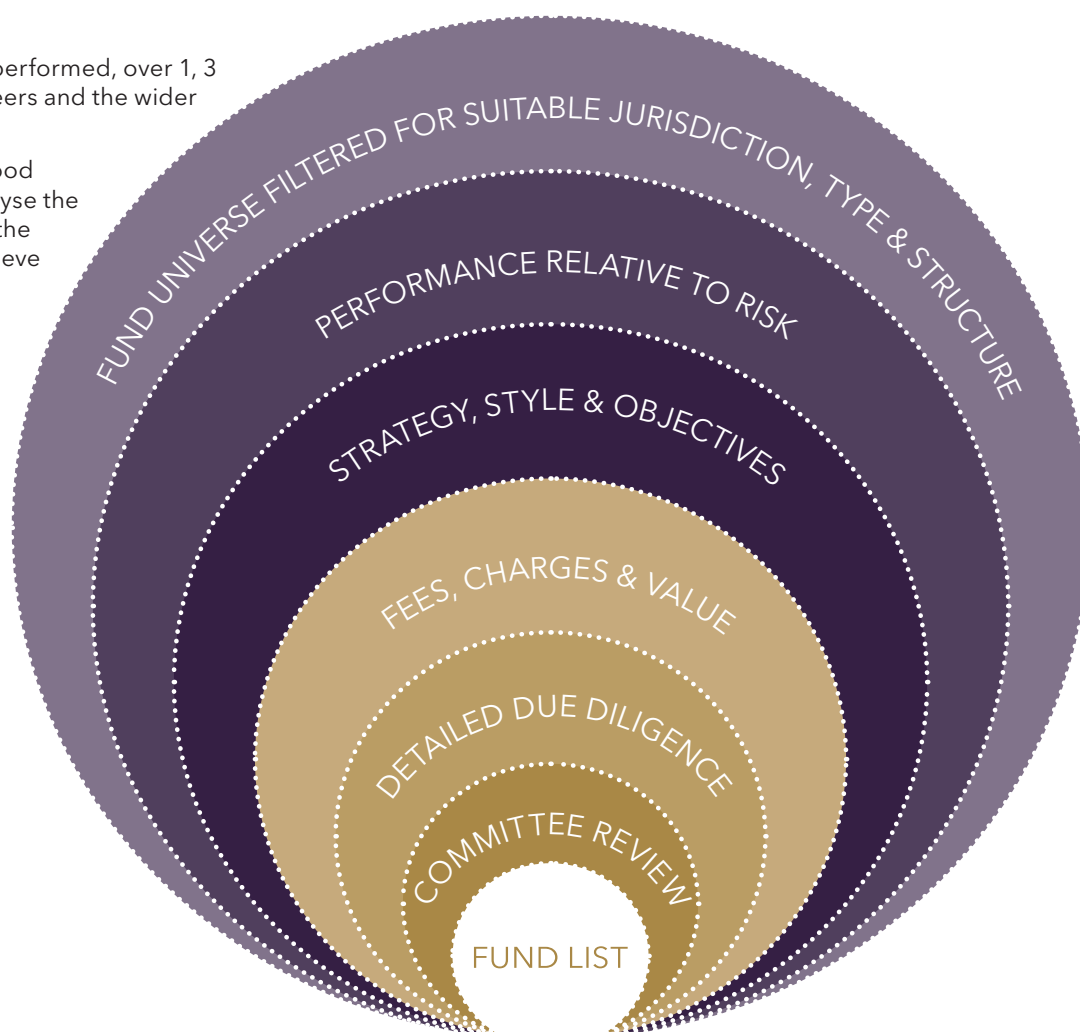 performed, over 1, 3
eers and the wider
ood
yse the
the
eve
FUND UNIVERSE FILTERED FOR SUITABLE JURISDICTION, TYPE & STRUCTURE
PERFORMANCE RELATIVE TO RISK
STRATEGY, STYLE & OBJECTIVES
FEES, CHARGES & VALUE
DETAILED DUE DILIGENCE
COMMITTEE REVIEW
FUND LIST